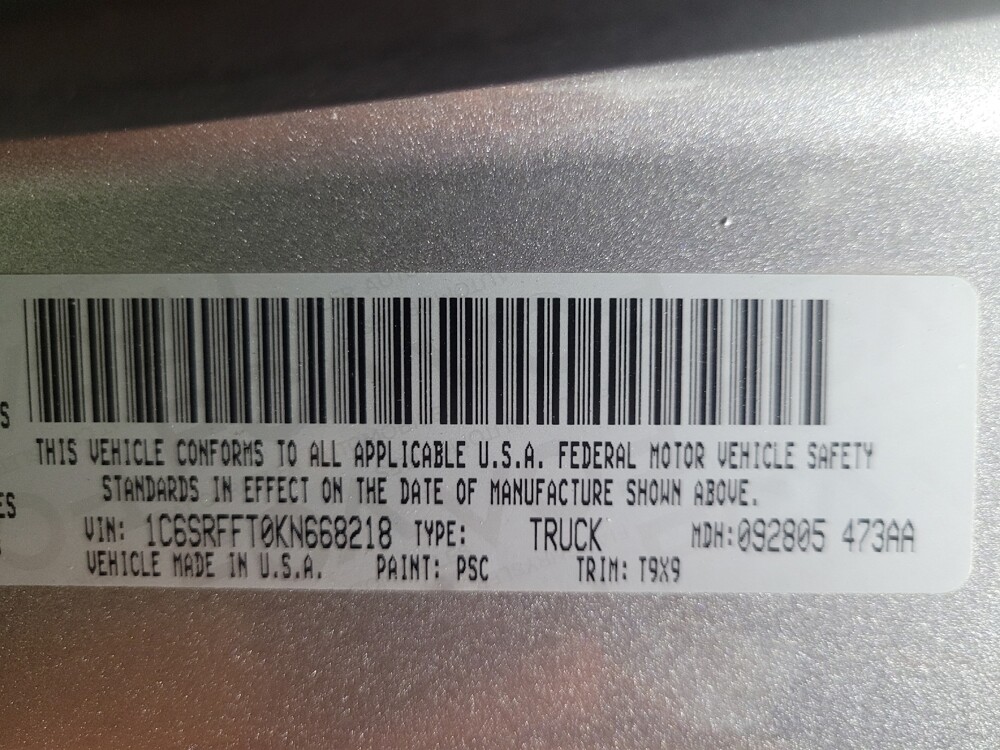 S
THIS VEHICLE CONFORMS TO ALL APPLICABLE U.S.A. FEDERAL MOTOR VEHICLE SAFETY
STANDARDS IN EFFECT ON THE DATE OF MANUFACTURE SHOWN ABOVE.
ES
VIN: 1C6SRFFT0KN668218 TYPE: TRUCK MDH:092805 473AA
VEHICLE MADE IN U.S.A. PAINT: PSC TRIM: T9X9